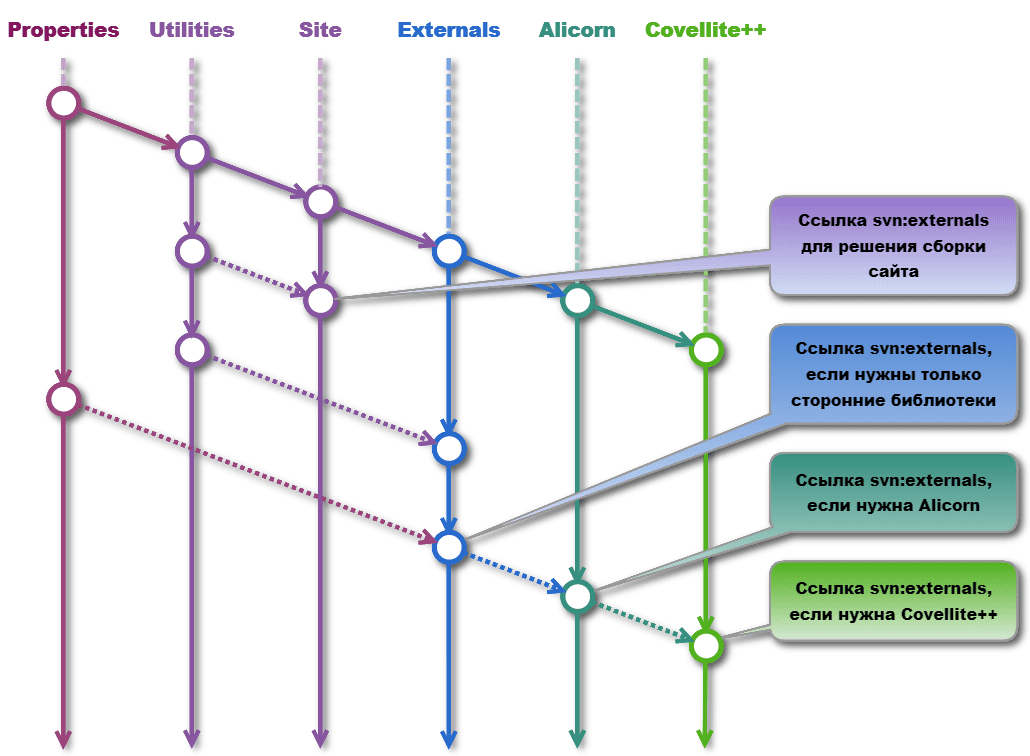 Properties Utilities Site Externals Alicorn Covellite++
Ссылка svn:externals
для решения сборки
сайта
Ссылка svn:externals,
если нужны только
сторонние библиотеки
Ссылка svn:externals,
если нужна Alicorn
Ссылка svn:externals,
если нужна Covellite++